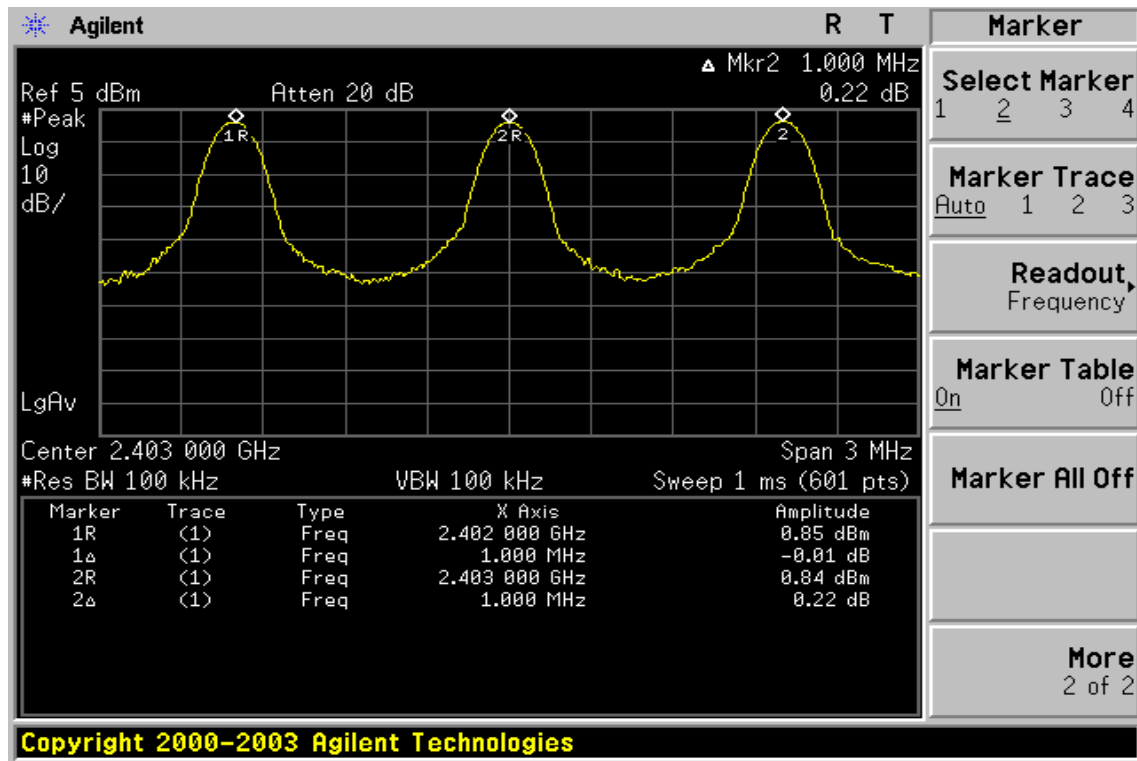 Agilent R T
Δ Mkr2 1.000 MHz
Ref 5 dBm Atten 20 dB 0.22 dB
#Peak
Log
10
dB/
1R 2R 2
LgAv
Center 2.403 000 GHz Span 3 MHz
#Res BW 100 kHz VBW 100 kHz Sweep 1 ms (601 pts)
Marker Trace Type X Axis Amplitude
1R (1) Freq 2.402 000 GHz 0.85 dBm
1Δ (1) Freq 1.000 MHz -0.01 dB
2R (1) Freq 2.403 000 GHz 0.84 dBm
2Δ (1) Freq 1.000 MHz 0.22 dB
Copyright 2000-2003 Agilent Technologies
Marker
Select Marker
1 2 3 4
Marker Trace
Auto 1 2 3
Readout
Frequency
Marker Table
On Off
Marker All Off
More
2 of 2